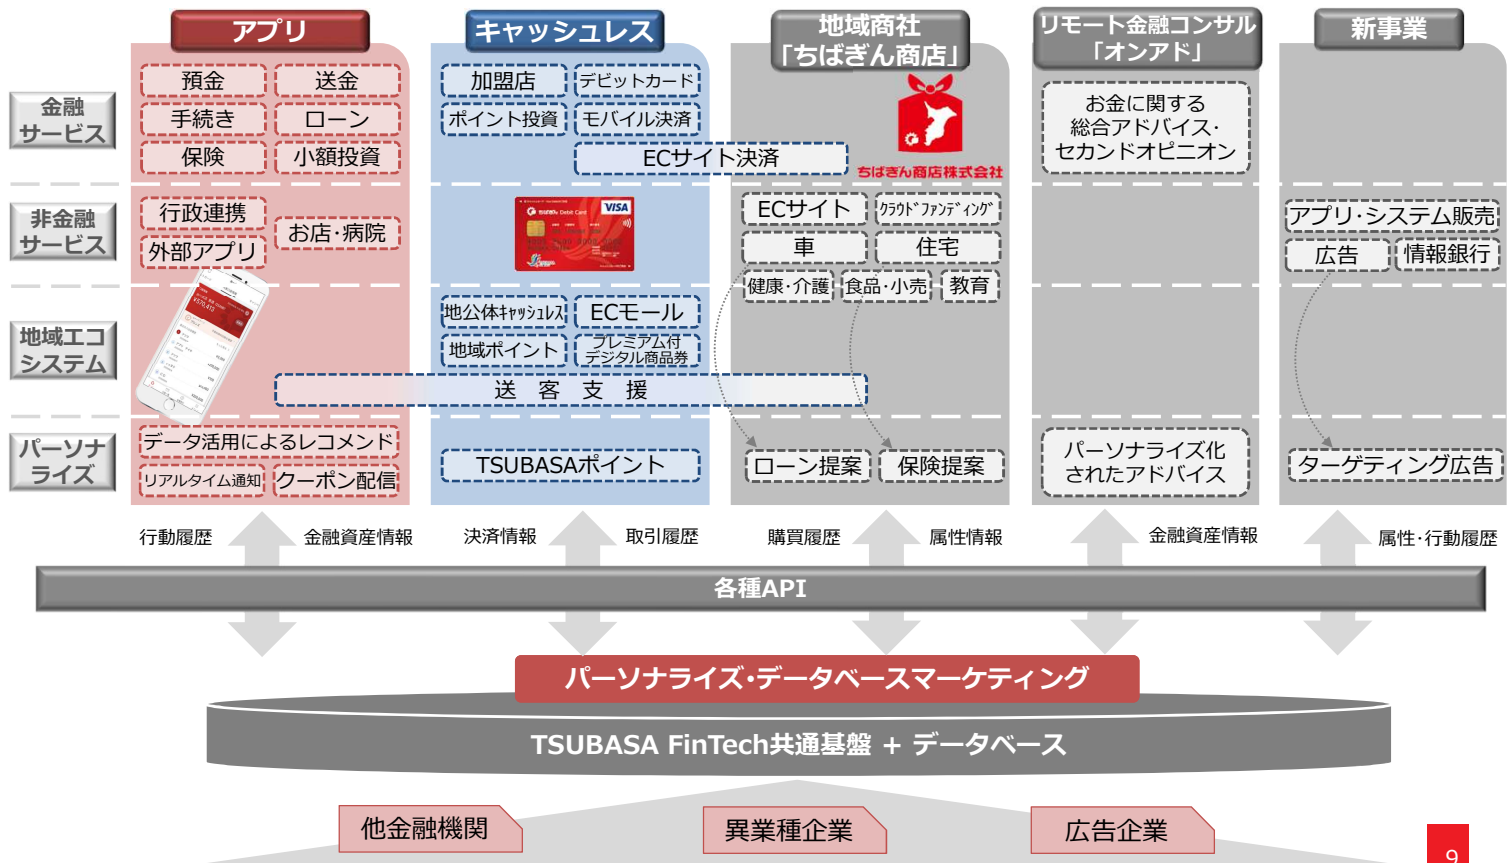 アプリ
キャッシュレス
地域商社
「ちばぎん商店」
リモート金融コンサル
「オンアド」
新事業
金融
サービス
預金
送金
手続き
ローン
保険
小額投資
加盟店
デビットカード
ポイント投資
モバイル決済
ECサイト決済
ちばぎん商店株式会社
お金に関する
総合アドバイス・
セカンドオピニオン
非金融
サービス
行政連携
外部アプリ
お店・病院
Debit Card
VISA
ECサイト
クラウドファンディング
車
住宅
健康・介護
食品・小売
教育
アプリ・システム販売
広告
情報銀行
地域エコ
システム
地公体キャッシュレス
ECモール
地域ポイント
プレミアム付
デジタル商品券
送客支援
パーソナ
ライズ
データ活用によるレコメンド
リアルタイム通知
クーポン配信
TSUBASAポイント
ローン提案
保険提案
パーソナライズ化
されたアドバイス
ターゲティング広告
行動履歴
金融資産情報
決済情報
取引履歴
購買履歴
属性情報
金融資産情報
属性・行動履歴
各種API
パーソナライズ・データベースマーケティング
TSUBASA FinTech共通基盤 + データベース
他金融機関
異業種企業
広告企業
9